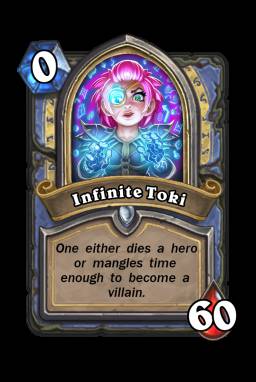 0
Infinite Toki
One either dies a hero
or mangles time
enough to become a
villain.
60